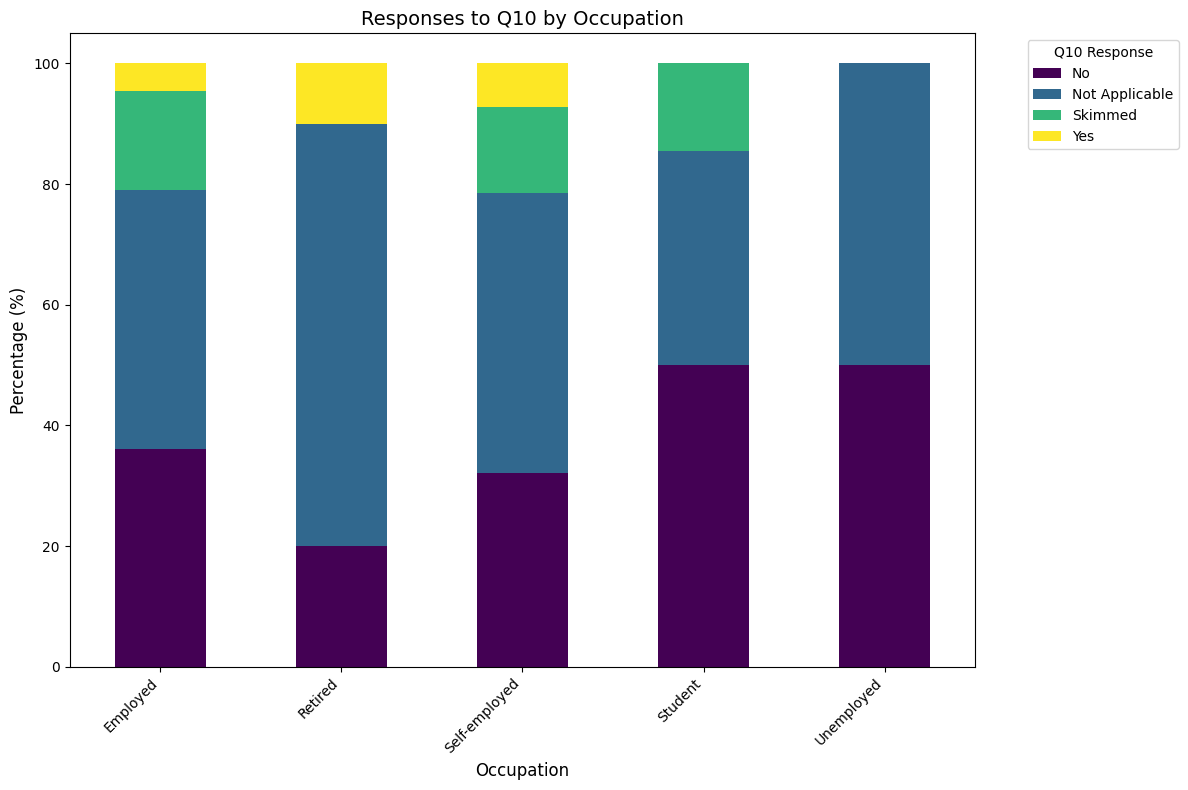 Responses to Q10 by Occupation
Q10 Response
No
Not Applicable
Skimmed
Yes
Percentage (%)
100
80
60
40
20
0
Employed
Retired
Self-employed
Student
Unemployed
Occupation